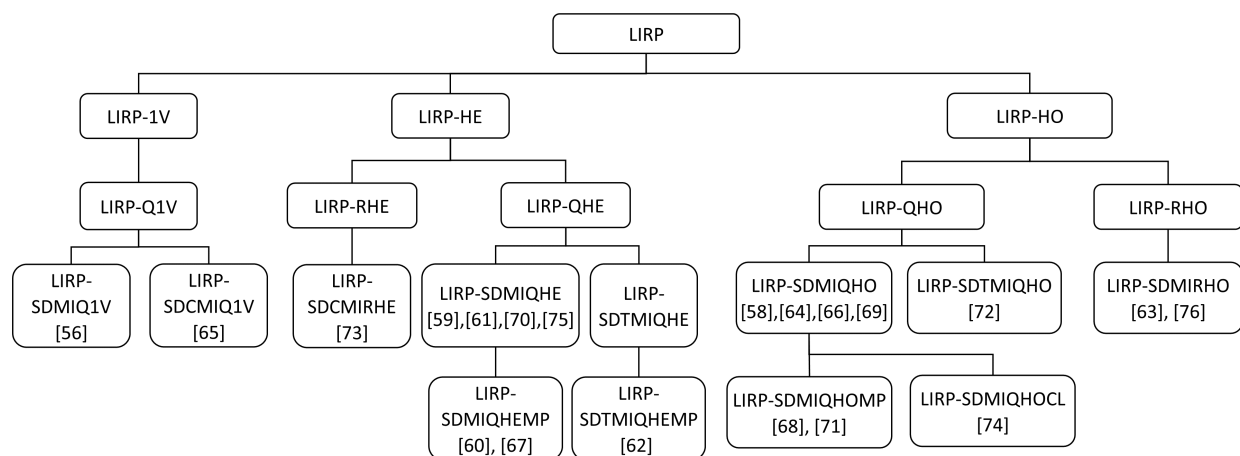 LIRP
LIRP-1V
LIRP-HE
LIRP-HO
LIRP-Q1V
LIRP-RHE
LIRP-QHE
LIRP-QHO
LIRP-RHO
LIRP-
SDMIQ1V
[56]
LIRP-
SDCMIQ1V
[65]
LIRP-
SDCMIRHE
[73]
LIRP-SDMIQHE
[59],[61],[70],[75]
LIRP-
SDTMIQHE
LIRP-SDMIQHO
[58],[64],[66],[69]
LIRP-SDTMIQHO
[72]
LIRP-SDMIRHO
[63], [76]
LIRP-
SDMIQHEMP
[60], [67]
LIRP-
SDTMIQHEMP
[62]
LIRP-SDMIQHOMP
[68], [71]
LIRP-SDMIQHOCL
[74]